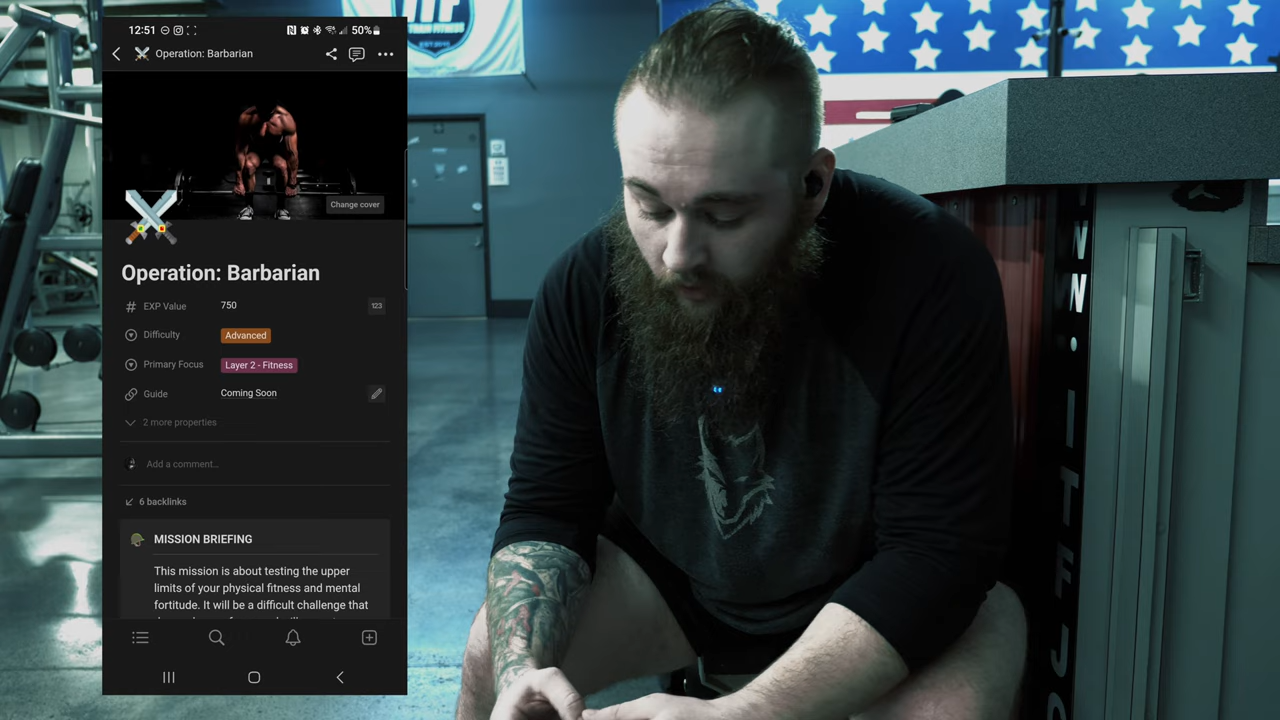 12:51
50%
Operation: Barbarian
Change cover
Operation: Barbarian
EXP Value 750
123
Difficulty Advanced
Primary Focus Layer 2 - Fitness
Guide Coming Soon
2 more properties
Add a comment...
6 backlinks
MISSION BRIEFING
This mission is about testing the upper
limits of your physical fitness and mental
fortitude. It will be a difficult challenge that
FITNESS